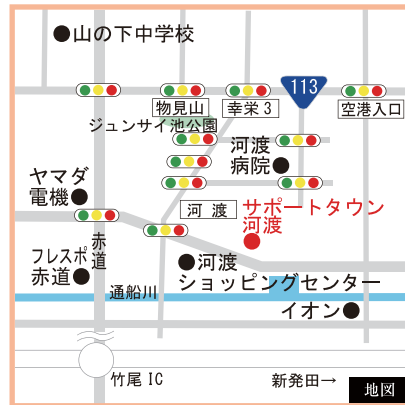 山の下中学校
113
物見山
幸栄3
空港入口
ジュンサイ池公園
河渡
病院
ヤマダ
電機
河 渡
サポートタウン
河渡
赤道
フレスポ
赤道
河渡
ショッピングセンター
通船川
イオン
竹尾 IC
新発田→
地図